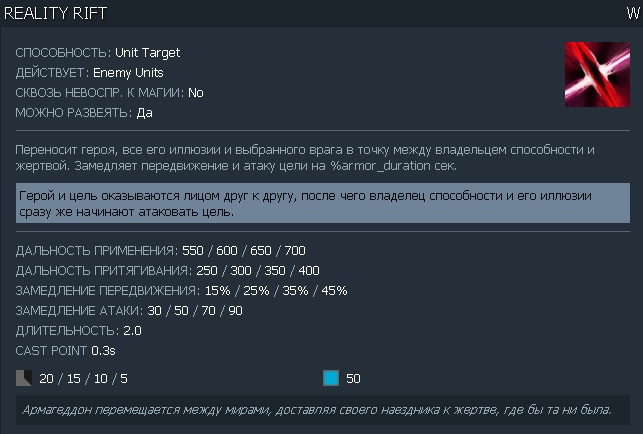 REALITY RIFT W
СПОСОБНОСТЬ: Unit Target
ДЕЙСТВУЕТ: Enemy Units
СКВОЗЬ НЕВОСПР. К МАГИИ: No
МОЖНО РАЗВЕЯТЬ: Да
Переносит героя, все его иллюзии и выбранного врага в точку между владельцем способности и
жертвой. Замедляет передвижение и атаку цели на %armor_duration сек.
Герой и цель оказываются лицом друг к другу, после чего владелец способности и его иллюзии
сразу же начинают атаковать цель.
ДАЛЬНОСТЬ ПРИМЕНЕНИЯ: 550 / 600 / 650 / 700
ДАЛЬНОСТЬ ПРИТЯГИВАНИЯ: 250 / 300 / 350 / 400
ЗАМЕДЛЕНИЕ ПЕРЕДВИЖЕНИЯ: 15% / 25% / 35% / 45%
ЗАМЕДЛЕНИЕ АТАКИ: 30 / 50 / 70 / 90
ДЛИТЕЛЬНОСТЬ: 2.0
CAST POINT 0.3s
20 / 15 / 10 / 5 50
Армагеддон перемещается между мирами, доставляя своего наездника к жертве, где бы та ни была.